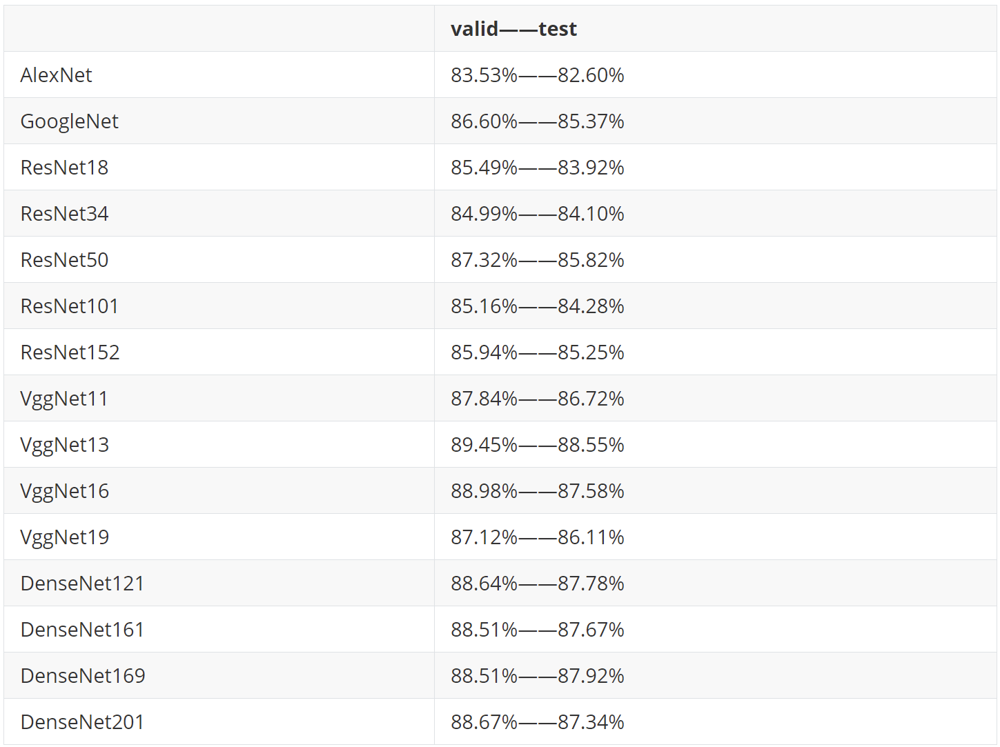 valid——test
AlexNet 83.53%——82.60%
GoogleNet 86.60%——85.37%
ResNet18 85.49%——83.92%
ResNet34 84.99%——84.10%
ResNet50 87.32%——85.82%
ResNet101 85.16%——84.28%
ResNet152 85.94%——85.25%
VggNet11 87.84%——86.72%
VggNet13 89.45%——88.55%
VggNet16 88.98%——87.58%
VggNet19 87.12%——86.11%
DenseNet121 88.64%——87.78%
DenseNet161 88.51%——87.67%
DenseNet169 88.51%——87.92%
DenseNet201 88.67%——87.34%